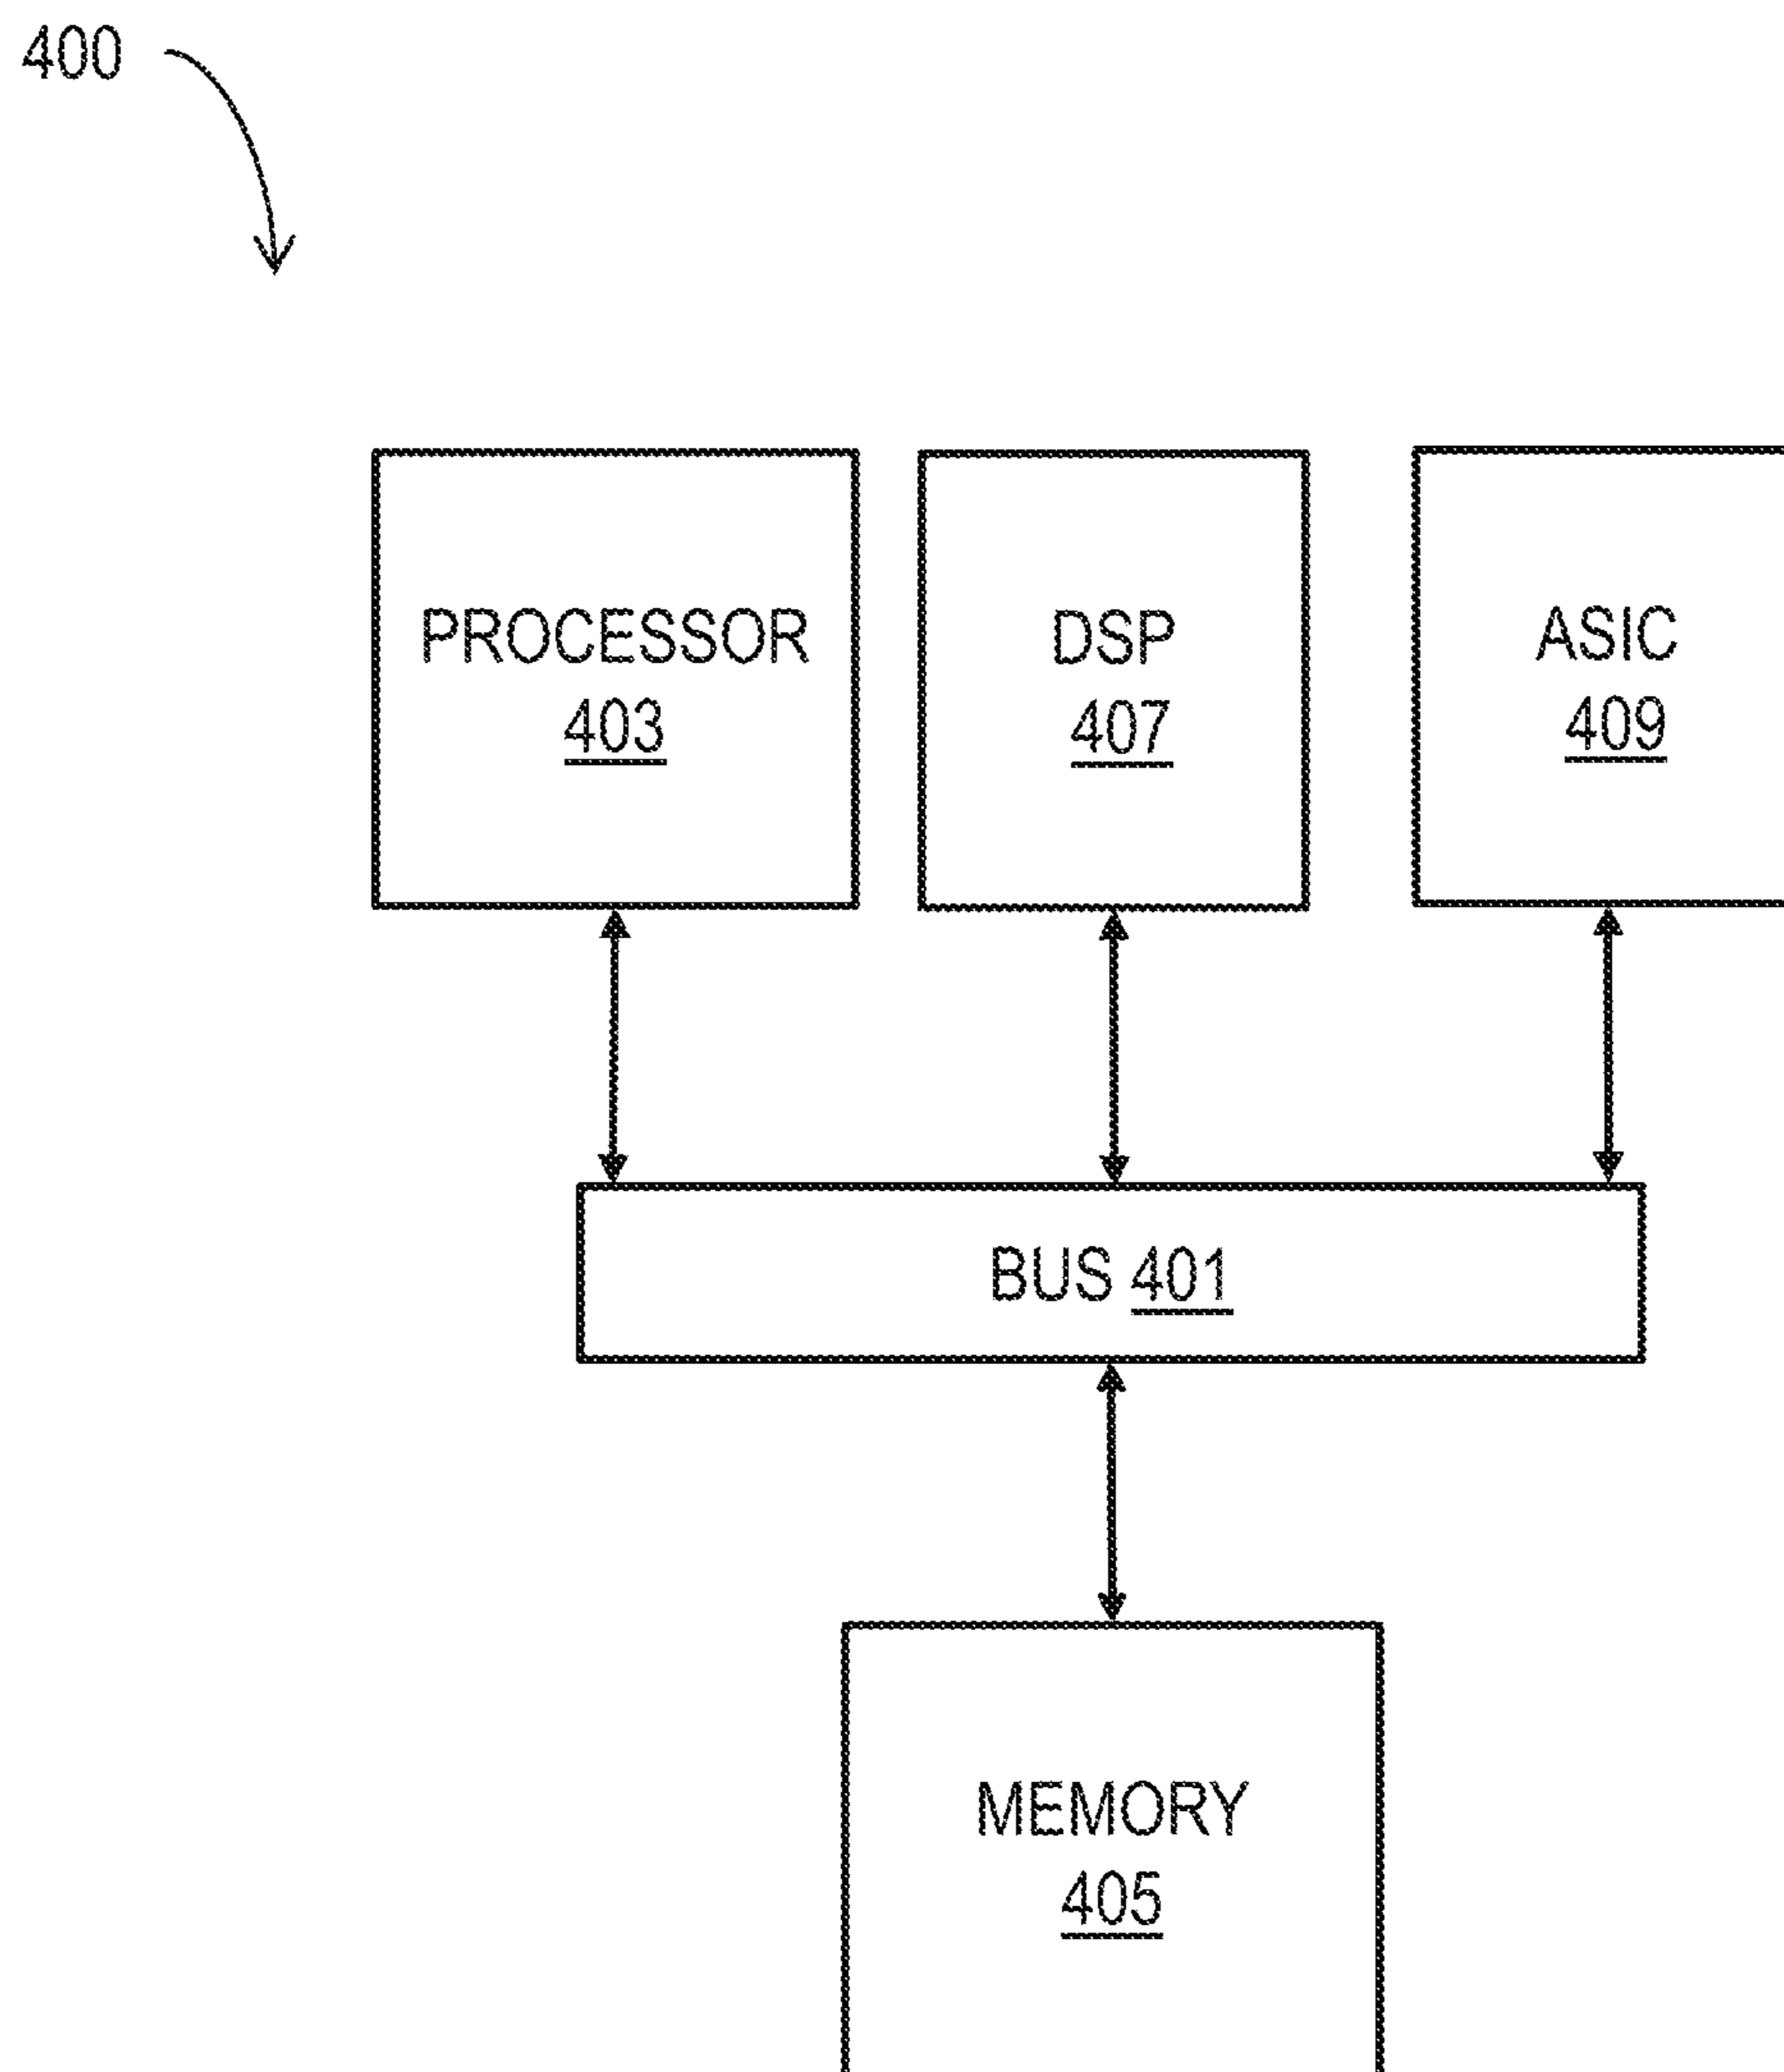 400
PROCESSOR
403
DSP
407
ASIC
409
BUS 401
MEMORY
405